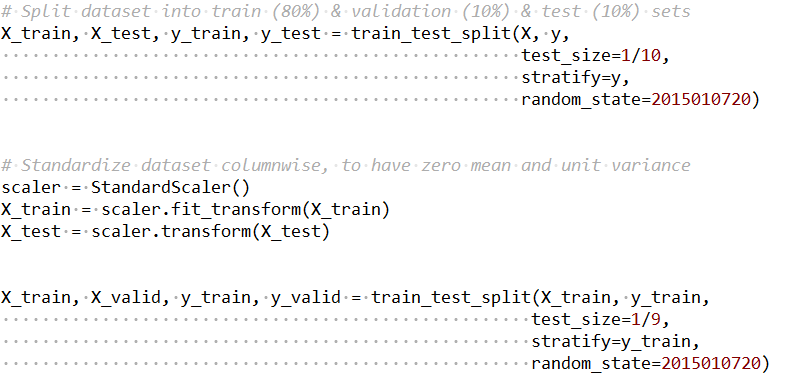 # Split dataset into train (80%) & validation (10%) & test (10%) sets
X_train, X_test, y_train, y_test = train_test_split(X, y,
                                                    test_size=1/10,
                                                    stratify=y,
                                                    random_state=2015010720)
# Standardize dataset columnwise, to have zero mean and unit variance
scaler = StandardScaler()
X_train = scaler.fit_transform(X_train)
X_test = scaler.transform(X_test)
X_train, X_valid, y_train, y_valid = train_test_split(X_train, y_train,
                                                     test_size=1/9,
                                                     stratify=y_train,
                                                     random_state=2015010720)